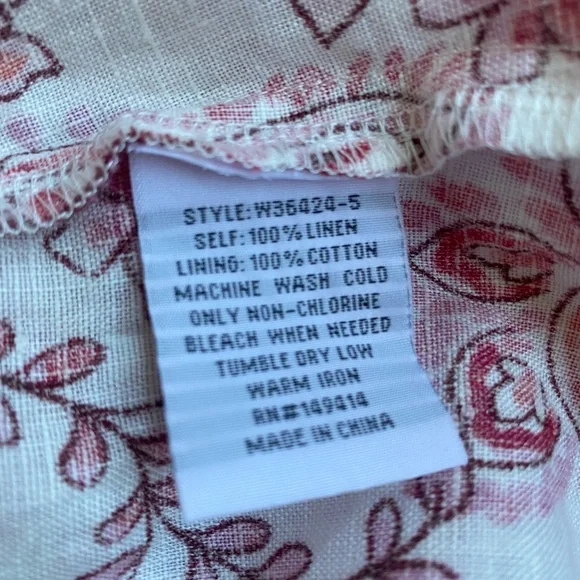 STYLE:W36424-5
SELF:100% LINEN
LINING:100% COTTON
MACHINE WASH COLD
ONLY NON-CHLORINE
BLEACH WHEN NEEDED
TUMBLE DRY LOW
WARM IRON
RN#149414
MADE IN CHINA